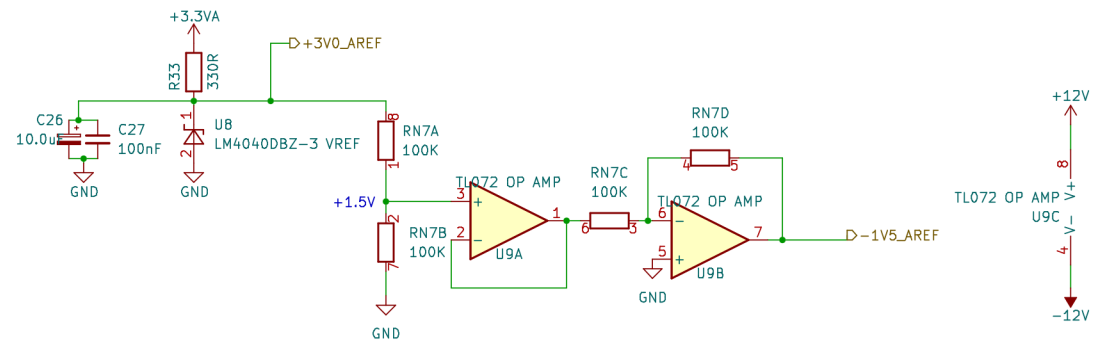 +3.3VA
+3V0_AREF
R33
330R
C26
10.0uF
+
C27
100nF
GND
1
2
U8
LM4040DBZ-3 VREF
GND
8
RN7A
100K
1
+1.5V
2
RN7B
100K
7
GND
TL072 OP AMP
3
+
2
-
1
U9A
RN7C
100K
6
3
RN7D
100K
4
5
TL072 OP AMP
6
-
5
+
7
U9B
GND
-1V5_AREF
+12V
8
V+
TL072 OP AMP
U9C
V-
4
-12V